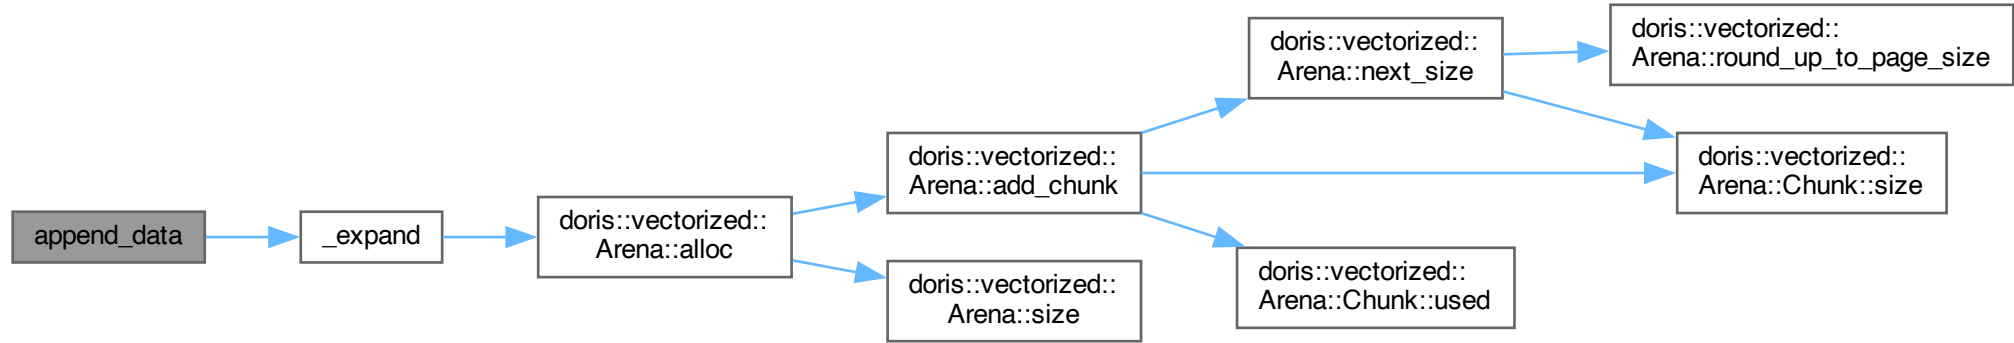 append_data
_expand
doris::vectorized::
Arena::alloc
doris::vectorized::
Arena::add_chunk
doris::vectorized::
Arena::size
doris::vectorized::
Arena::next_size
doris::vectorized::
Arena::Chunk::used
doris::vectorized::
Arena::round_up_to_page_size
doris::vectorized::
Arena::Chunk::size